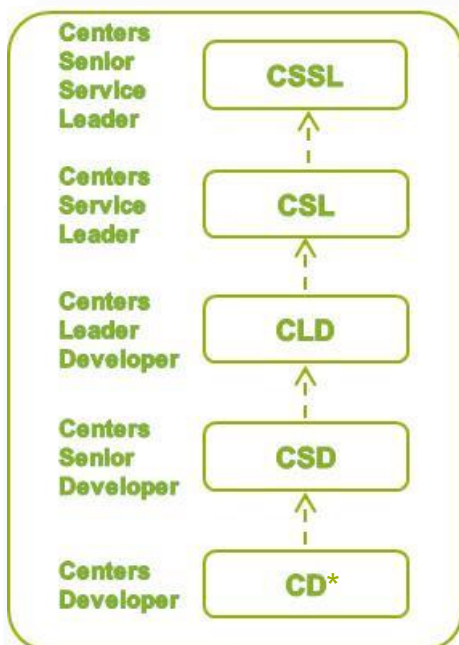 Centers
Senior
Service
Leader
CSSL
Centers
Service
Leader
CSL
Centers
Leader
Developer
CLD
Centers
Senior
Developer
CSD
Centers
Developer
CD*